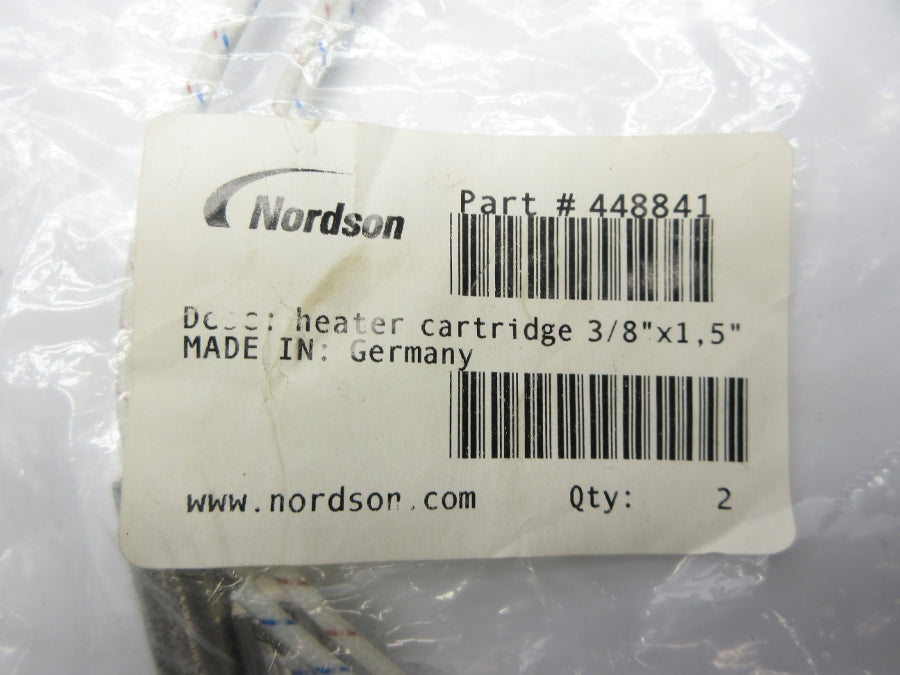 Nordson
Part # 448841
heater cartridge 3/8"x1,5"
MADE IN: Germany
www.nordson.com
Qty: 2